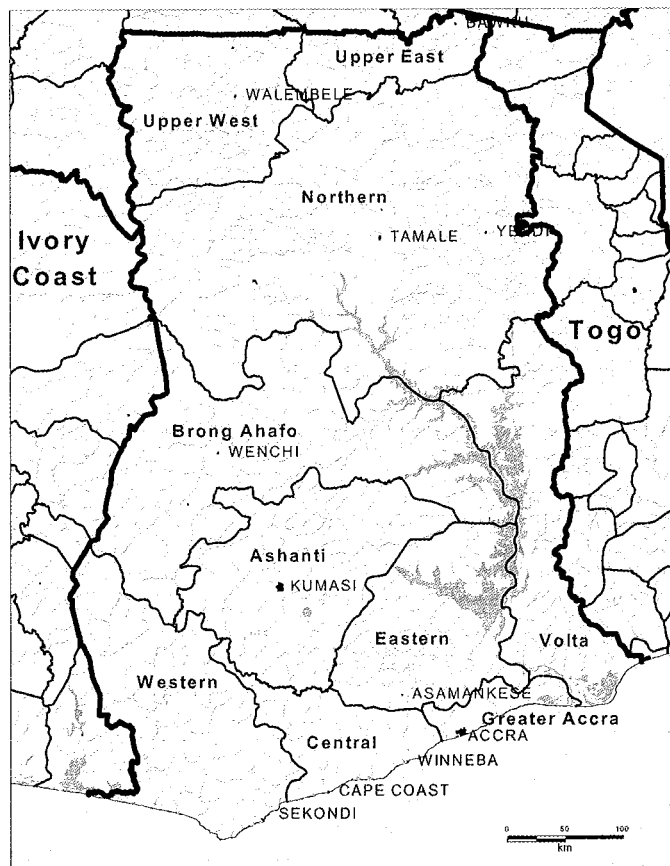 BAWKU
Upper East
WALEMBELE
Upper West
Northern
Ivory
Coast
TAMALE
YENDI
Togo
Brong Ahafo
WENCHI
Ashanti
KUMASI
Eastern
Volta
Western
ASAMANKESE
Greater Accra
ACCRA
Central
WINNEBA
CAPE COAST
SEKONDI
0 50 100
km